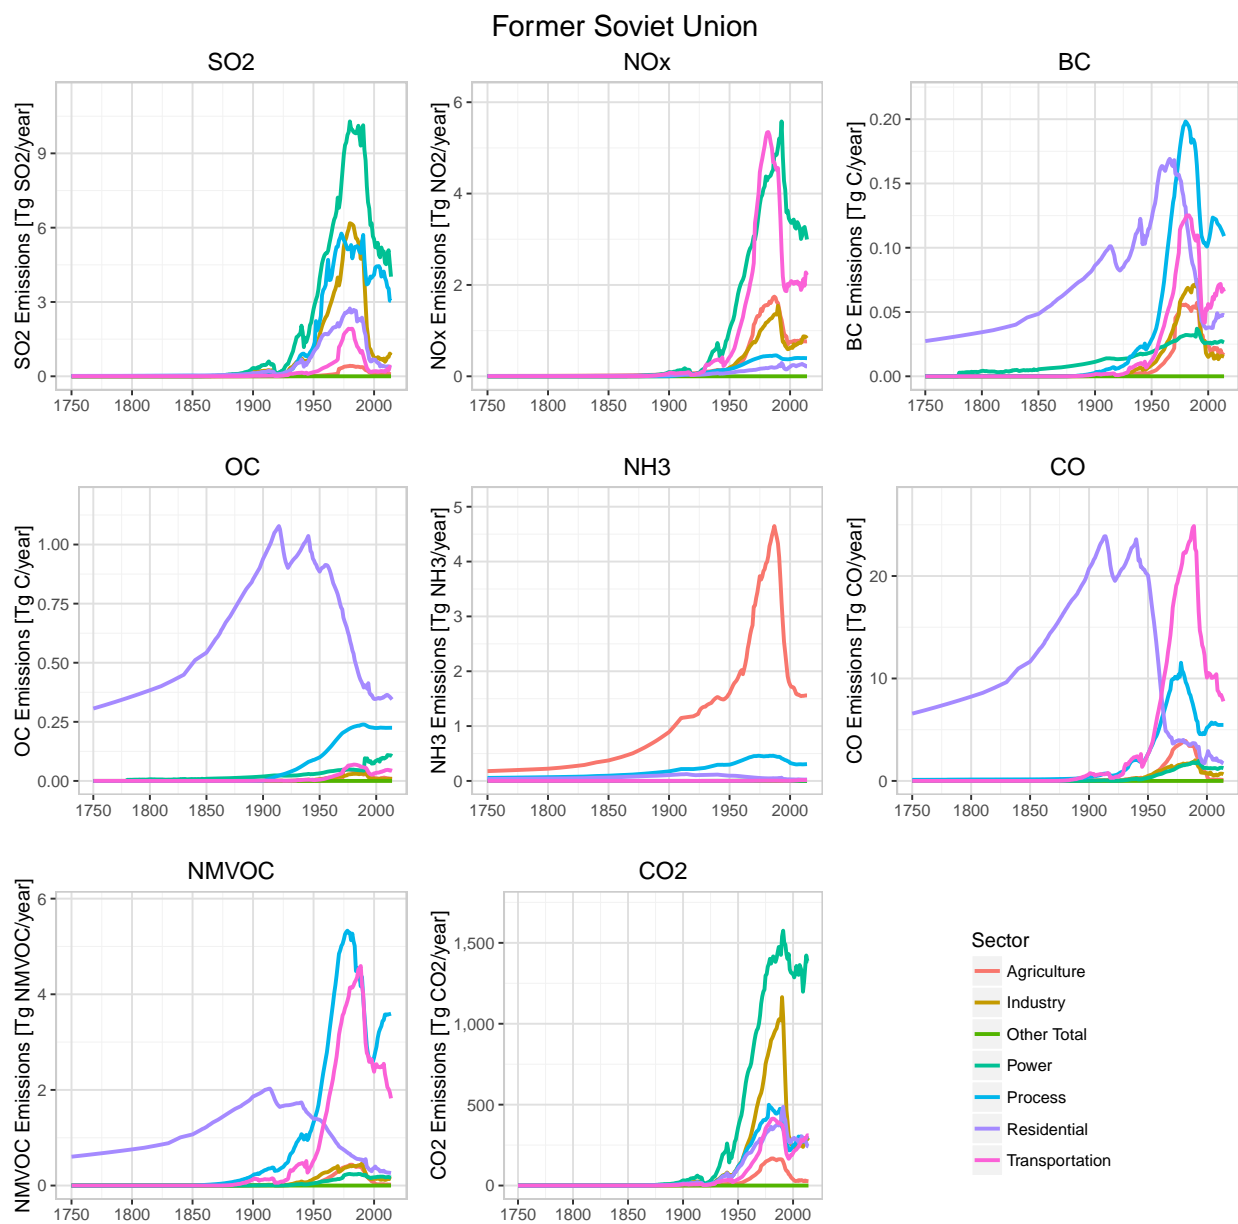 Former Soviet Union
SO2
NOx
BC
SO2 Emissions [Tg SO2/year]
9
6
3
0
1750 1800 1850 1900 1950 2000
NOx Emissions [Tg NO2/year]
6
4
2
0
1750 1800 1850 1900 1950 2000
BC Emissions [Tg C/year]
0.20
0.15
0.10
0.05
0.00
1750 1800 1850 1900 1950 2000
OC
NH3
CO
OC Emissions [Tg C/year]
1.00
0.75
0.50
0.25
0.00
1750 1800 1850 1900 1950 2000
NH3 Emissions [Tg NH3/year]
5
4
3
2
1
0
1750 1800 1850 1900 1950 2000
CO Emissions [Tg CO/year]
20
10
0
1750 1800 1850 1900 1950 2000
NMVOC
CO2
NMVOC Emissions [Tg NMVOC/year]
6
4
2
0
1750 1800 1850 1900 1950 2000
CO2 Emissions [Tg CO2/year]
1,500
1,000
500
0
1750 1800 1850 1900 1950 2000
Sector
Agriculture
Industry
Other Total
Power
Process
Residential
Transportation